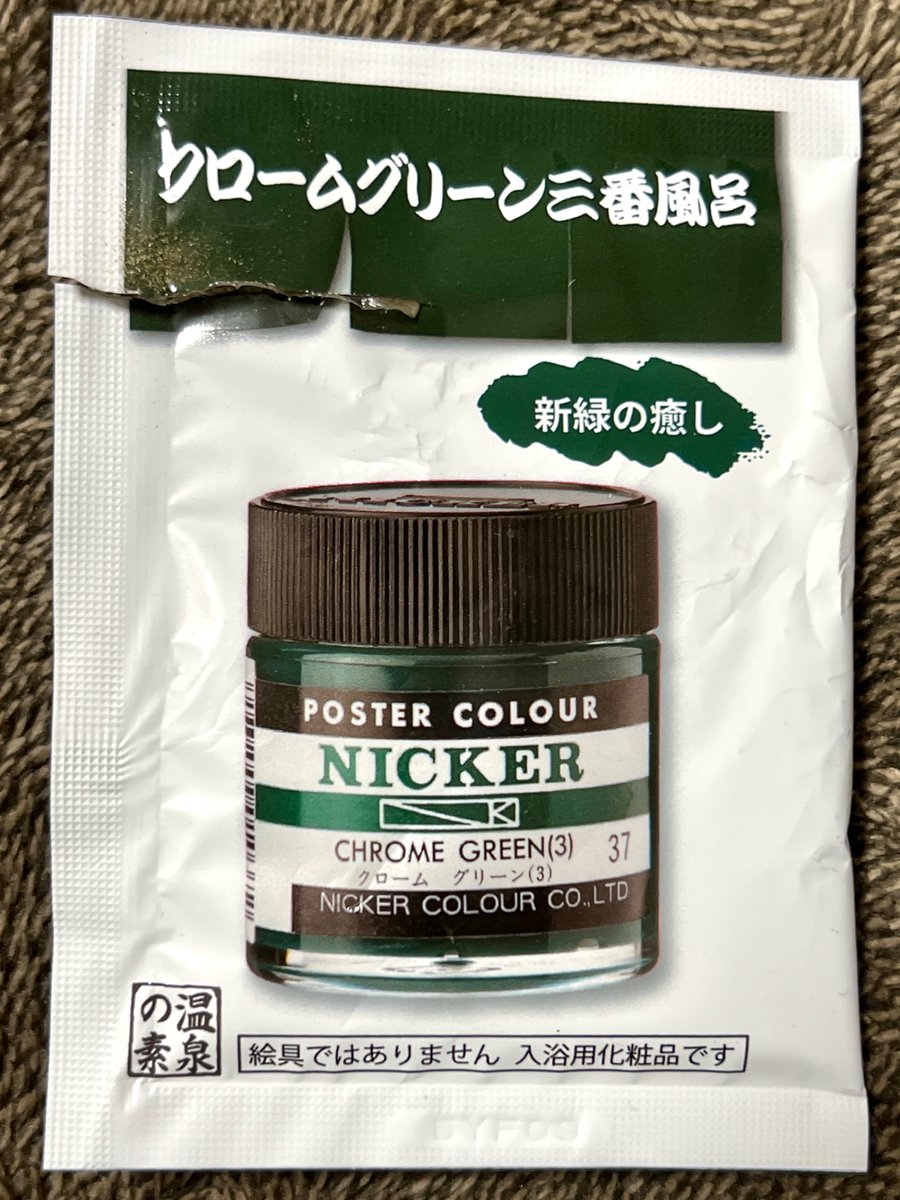 クロームグリーン三番風呂
新緑の癒し
POSTER COLOUR
NICKER
K
CHROME GREEN(3) 37
クローム グリーン(3)
NICKER COLOUR CO.,LTD
温泉
の素
絵具ではありません 入浴用化粧品です